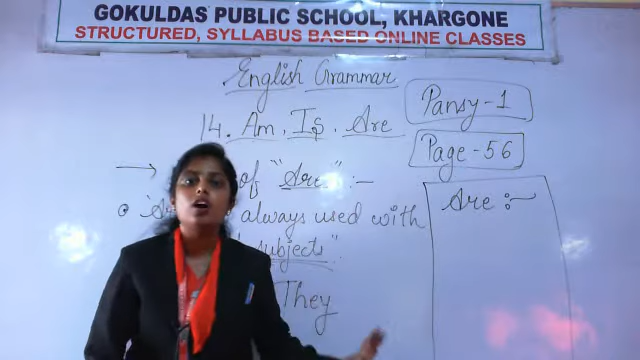 GOKULDAS PUBLIC SCHOOL, KHARGONE
STRUCTURED, SYLLABUS BASED ONLINE CLASSES
English Grammar
Pansy-1
14. Am, Is, Are
Page-56
→ of "Are" :-
always used with
subjects"
They
Are :-